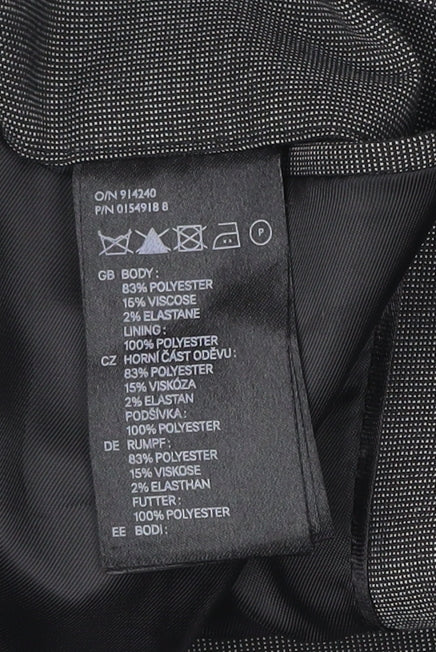 O/N 914240
P/N 0154918 8
P
GB BODY:
83% POLYESTER
15% VISCOSE
2% ELASTANE
LINING:
100% POLYESTER
CZ HORNÍ ČÁST ODĚVU:
83% POLYESTER
15% VISKÓZA
2% ELASTAN
PODŠÍVKA:
100% POLYESTER
DE RUMPF:
83% POLYESTER
15% VISKOSE
2% ELASTHAN
FUTTER:
100% POLYESTER
EE BODI: